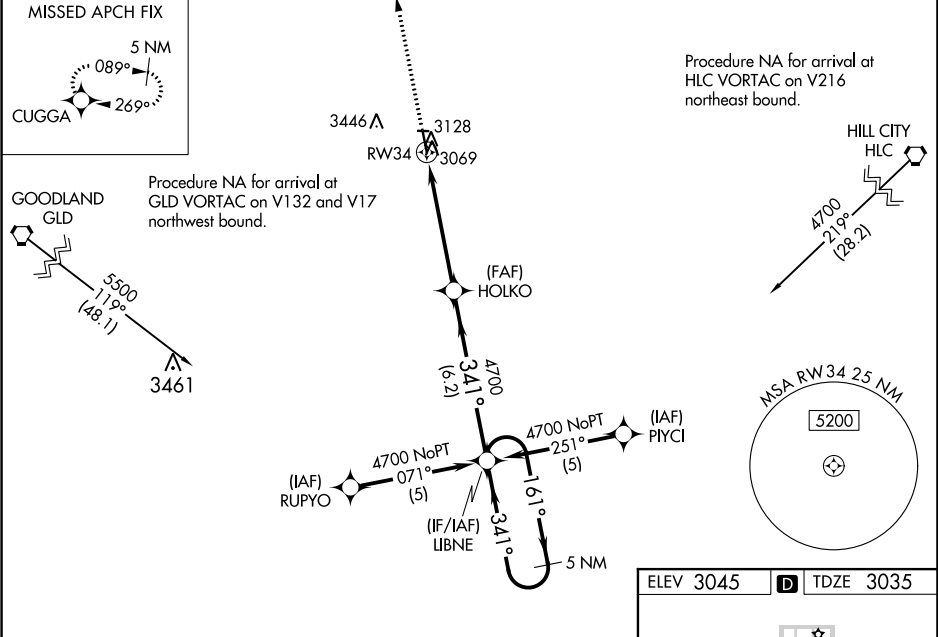 MISSED APCH FIX
5 NM
089°
269°
CUGGA
Procedure NA for arrival at
HLC VORTAC on V216
northeast bound.
3446
3128
RW34
3069
HILL CITY
HLC
4700
219°
(28.2)
GOODLAND
GLD
Procedure NA for arrival at
GLD VORTAC on V132 and V17
northwest bound.
5500
119°
(48.1)
3461
(FAF)
HOLKO
4700
341°
(6.2)
MSA RW34 25 NM
5200
(IAF)
PIYCI
4700 NoPT
251°
(5)
4700 NoPT
071°
(5)
(IAF)
RUPYO
(IF/IAF)
LIBNE
341°
161°
5 NM
ELEV 3045
D
TDZE 3035